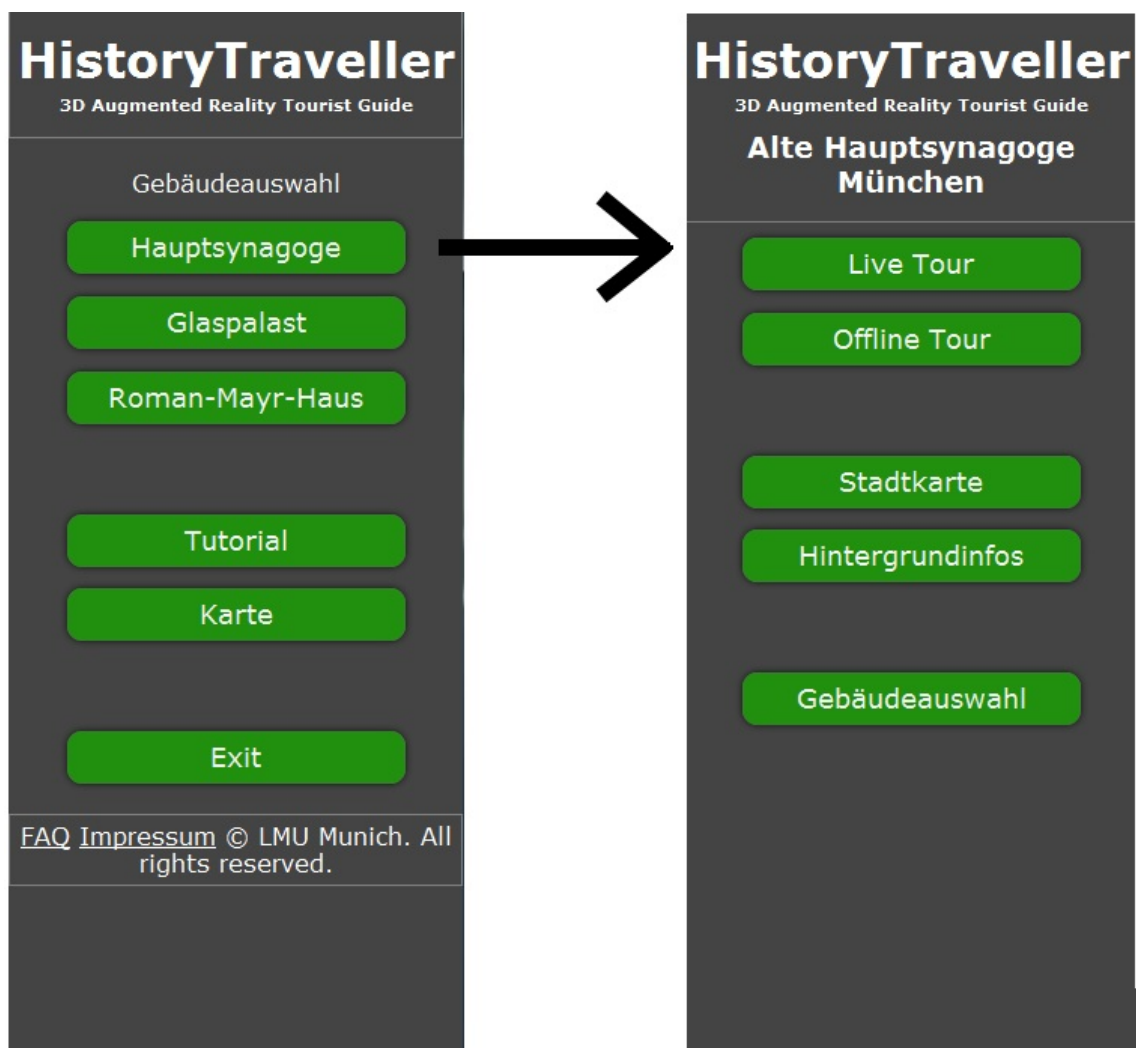 HistoryTraveller
3D Augmented Reality Tourist Guide
Gebäudeauswahl
Hauptsynagoge
Glaspalast
Roman-Mayr-Haus
Tutorial
Karte
Exit
FAQ Impressum © LMU Munich. All
rights reserved.
HistoryTraveller
3D Augmented Reality Tourist Guide
Alte Hauptsynagoge
München
Live Tour
Offline Tour
Stadtkarte
Hintergrundinfos
Gebäudeauswahl